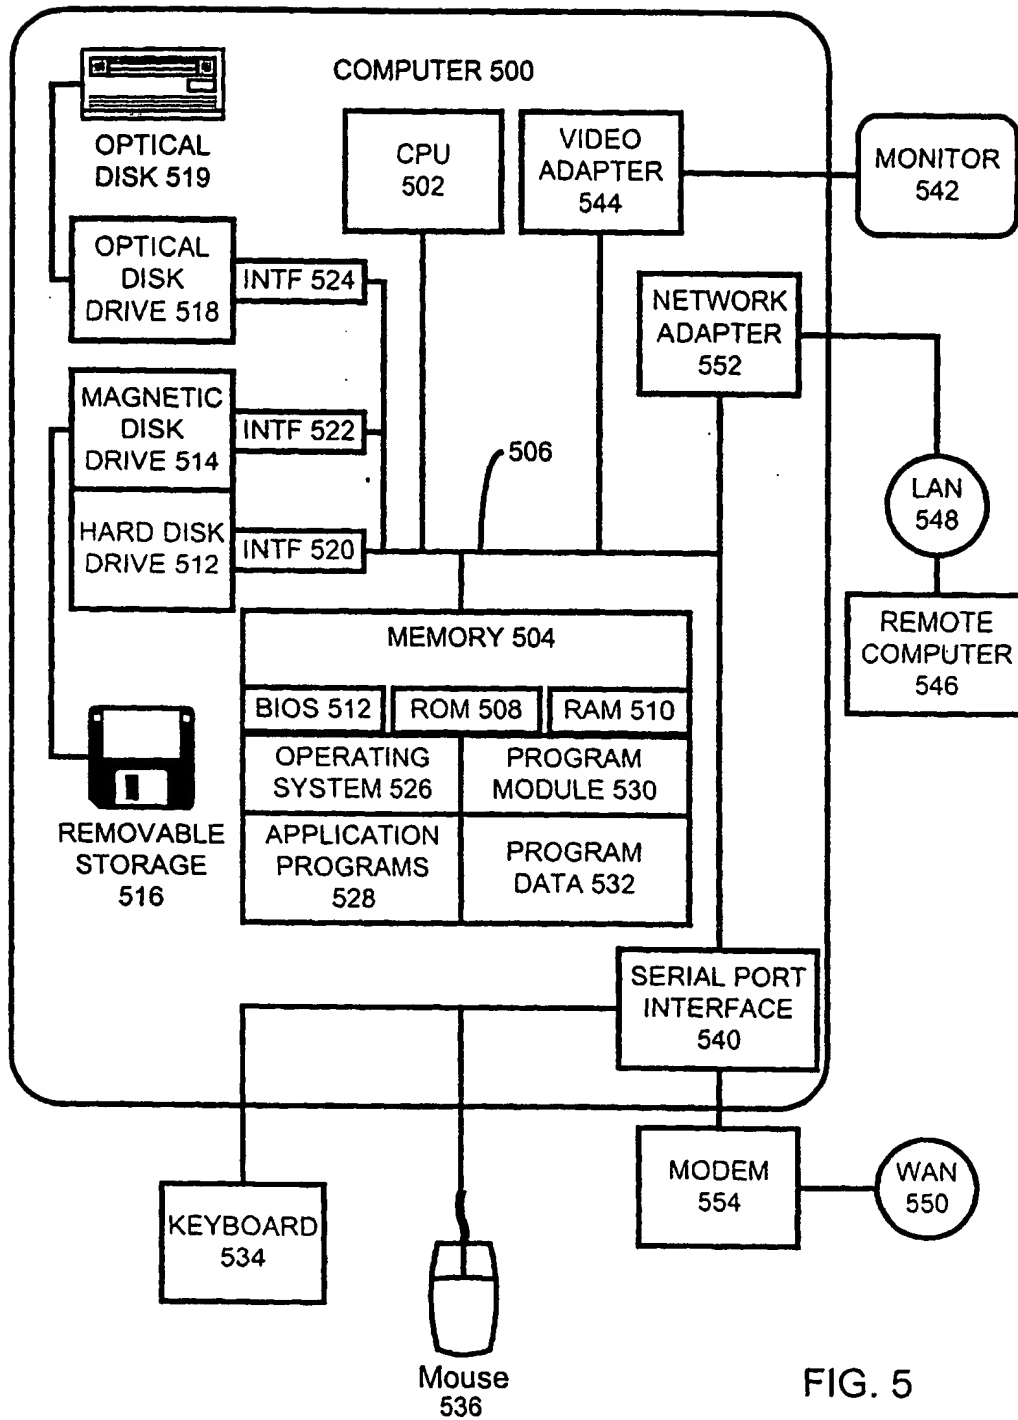 COMPUTER 500
OPTICAL
DISK 519
CPU
502
VIDEO
ADAPTER
544
MONITOR
542
OPTICAL
DISK
DRIVE 518
INTF 524
NETWORK
ADAPTER
552
MAGNETIC
DISK
DRIVE 514
INTF 522
506
LAN
548
HARD DISK
DRIVE 512
INTF 520
REMOTE
COMPUTER
546
MEMORY 504
BIOS 512
ROM 508
RAM 510
OPERATING
SYSTEM 526
PROGRAM
MODULE 530
APPLICATION
PROGRAMS
528
PROGRAM
DATA 532
REMOVABLE
STORAGE
516
SERIAL PORT
INTERFACE
540
MODEM
554
WAN
550
KEYBOARD
534
Mouse
536
FIG. 5